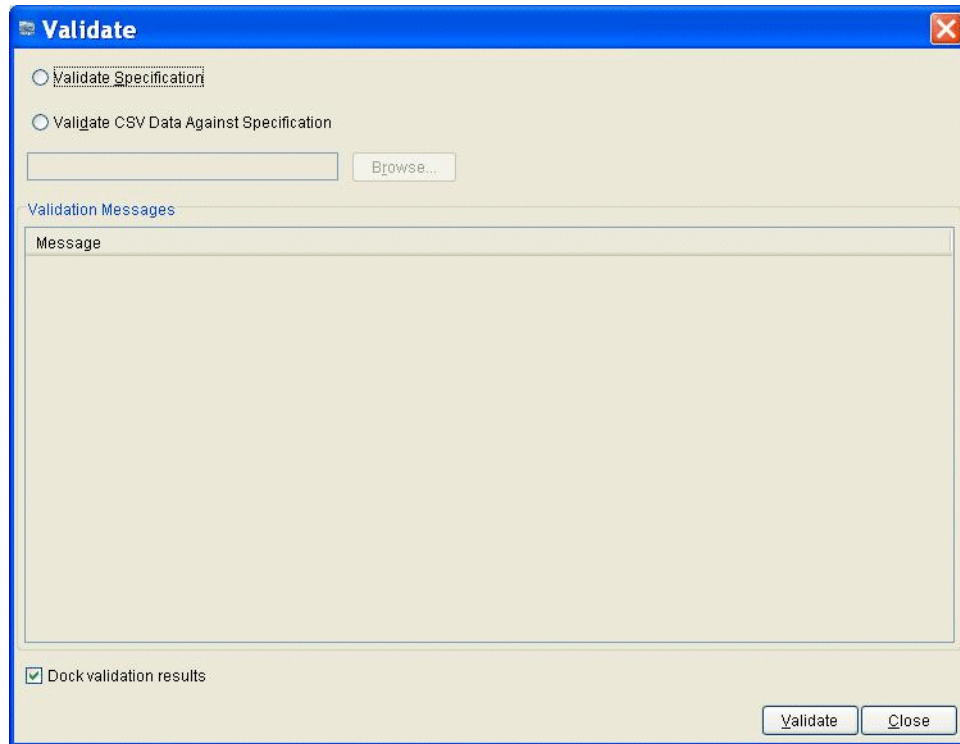 Validate
Validate Specification
Validate CSV Data Against Specification
Browse...
Validation Messages
Message
Dock validation results
Validate Close